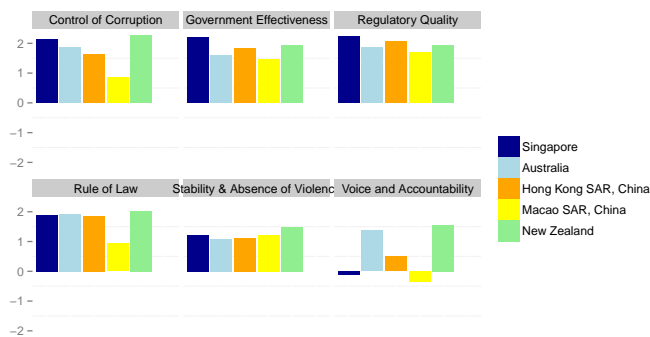 Control of Corruption Government Effectiveness Regulatory Quality
2
1
0
−1
−2
Rule of Law Stability & Absence of Violenc Voice and Accountability
2
1
0
−1
−2
Singapore
Australia
Hong Kong SAR, China
Macao SAR, China
New Zealand